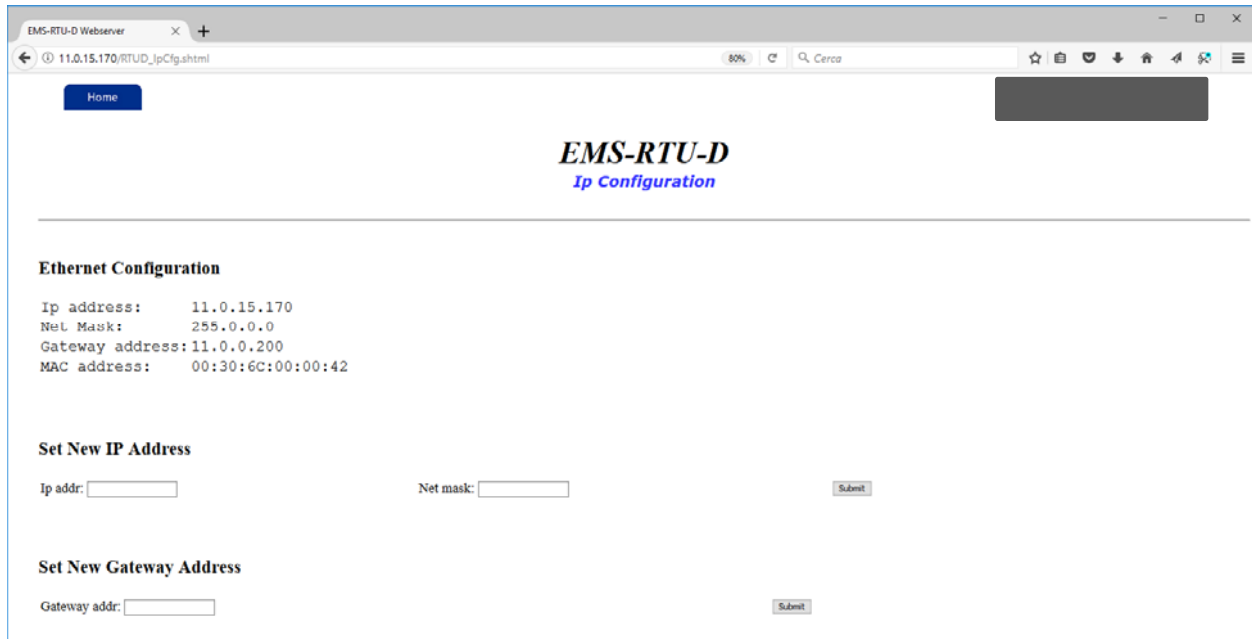 EMS-RTU-D Webserver
11.0.15.170/RTUD_IpCfg.shtml
80%
Cerca
Home
EMS-RTU-D
Ip Configuration
Ethernet Configuration
Ip address: 11.0.15.170
Net Mask: 255.0.0.0
Gateway address: 11.0.0.200
MAC address: 00:30:6C:00:00:42
Set New IP Address
Ip addr: Net mask: Submit
Set New Gateway Address
Gateway addr: Submit